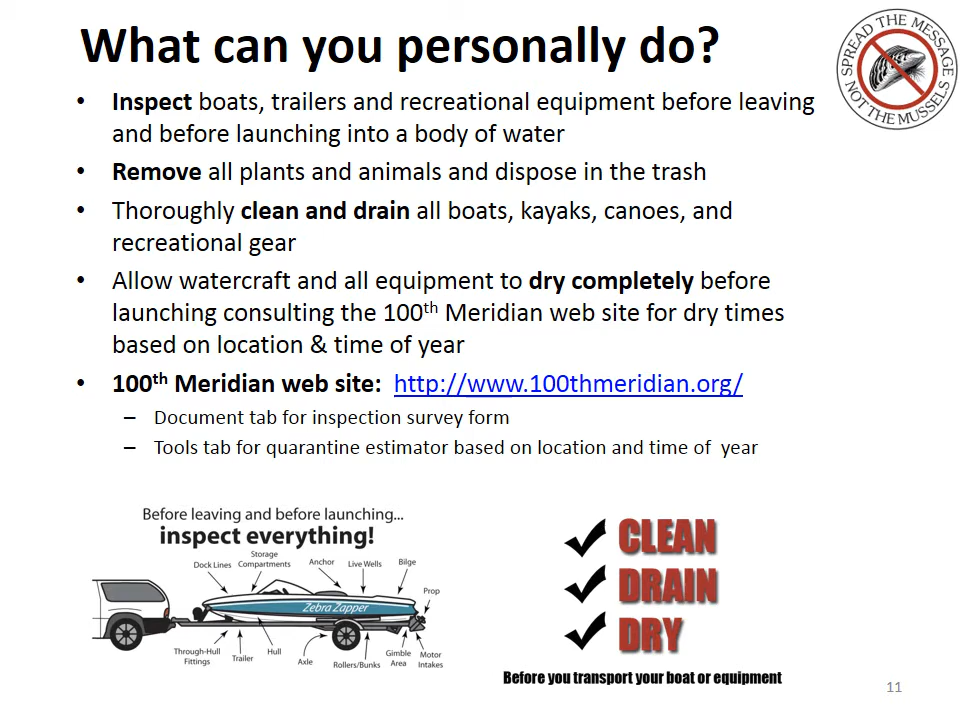 What can you personally do?
SPREAD THE MESSAGE
NOT THE MUSSELS
• Inspect boats, trailers and recreational equipment before leaving
and before launching into a body of water
• Remove all plants and animals and dispose in the trash
• Thoroughly clean and drain all boats, kayaks, canoes, and
recreational gear
• Allow watercraft and all equipment to dry completely before
launching consulting the 100th Meridian web site for dry times
based on location & time of year
• 100th Meridian web site: http://www.100thmeridian.org/
– Document tab for inspection survey form
– Tools tab for quarantine estimator based on location and time of year
Before leaving and before launching...
inspect everything!
Dock Lines
Storage
Compartments
Anchor
Live Wells
Bilge
Prop
Zebra Zapper
Through-Hull
Fittings
Trailer
Hull
Axle
Rollers/Bunks
Gimble
Area
Motor
Intakes
CLEAN
DRAIN
DRY
Before you transport your boat or equipment
11